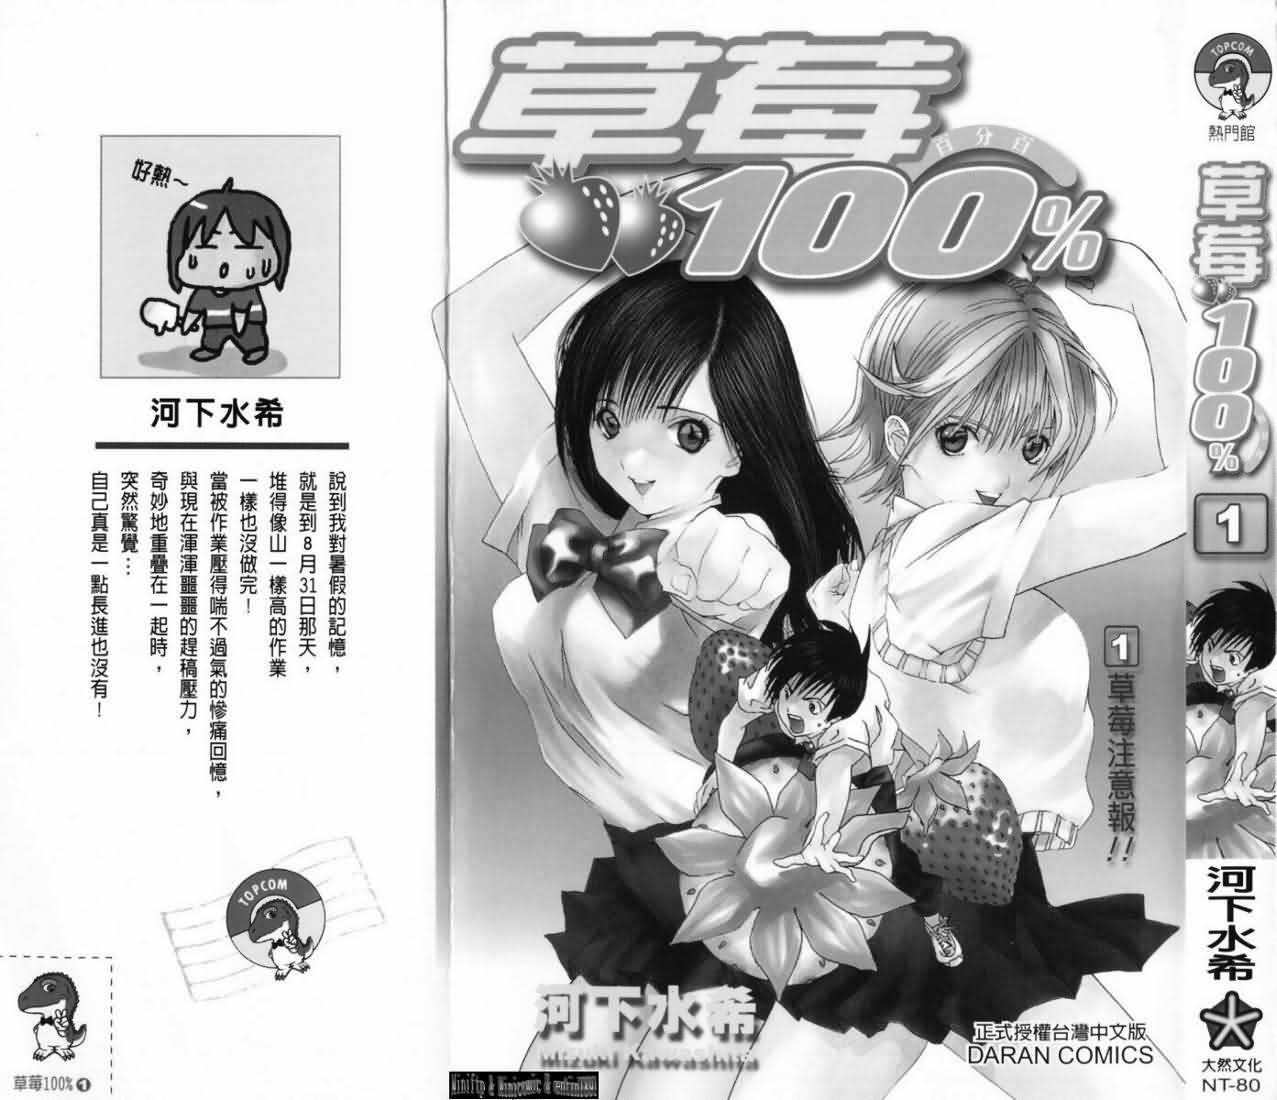 好熱～
河下水希
說到我對暑假的記憶，
就是到8月31日那天，
堆得像山一樣高的作業
一樣也沒做完！
當被作業壓得喘不過氣的慘痛回憶，
與現在渾渾噩噩的趕稿壓力，
奇妙地重疊在一起時，
突然驚覺…
自己真是一點長進也沒有！
TOPCOM
草莓100%❶
草莓
百分百
100%
1
草莓注意報!!
河下水希
Mizuki Kawashita
正式授權台灣中文版
DARAN COMICS
TOPCOM
熱門館
草莓100%
1
河下水希
大然文化
NT-80